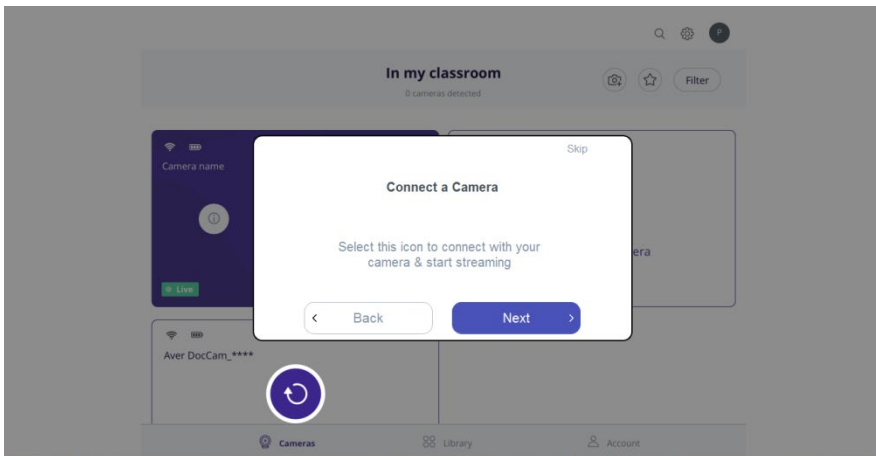 P
In my classroom
0 cameras detected
Filter
Camera name
Live
Skip
Connect a Camera
Select this icon to connect with your
camera & start streaming
Back
Next
era
Aver DocCam_****
Cameras
Library
Account